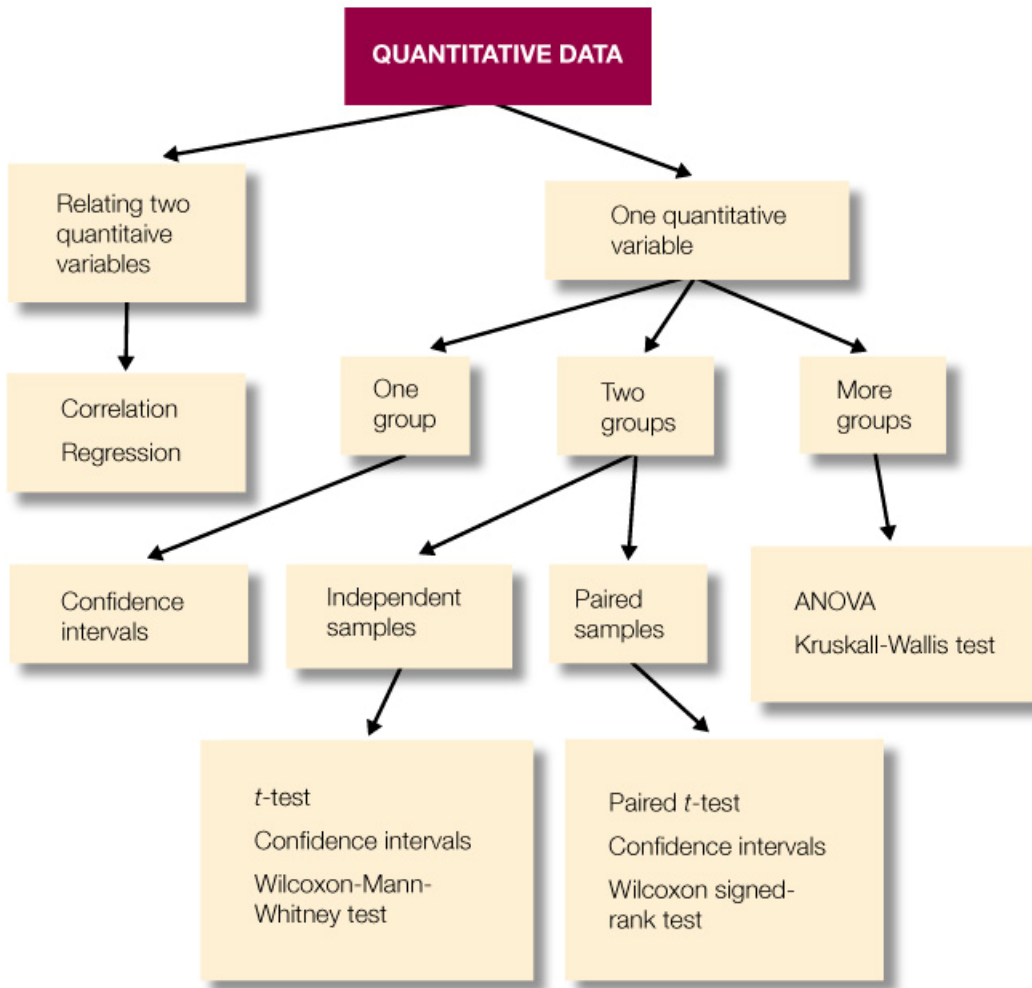 QUANTITATIVE DATA
Relating two
quantitaive
variables
One quantitative
variable
Correlation
Regression
One
group
Two
groups
More
groups
Confidence
intervals
Independent
samples
Paired
samples
ANOVA
Kruskall-Wallis test
t-test
Confidence intervals
Wilcoxon-Mann-
Whitney test
Paired t-test
Confidence intervals
Wilcoxon signed-
rank test